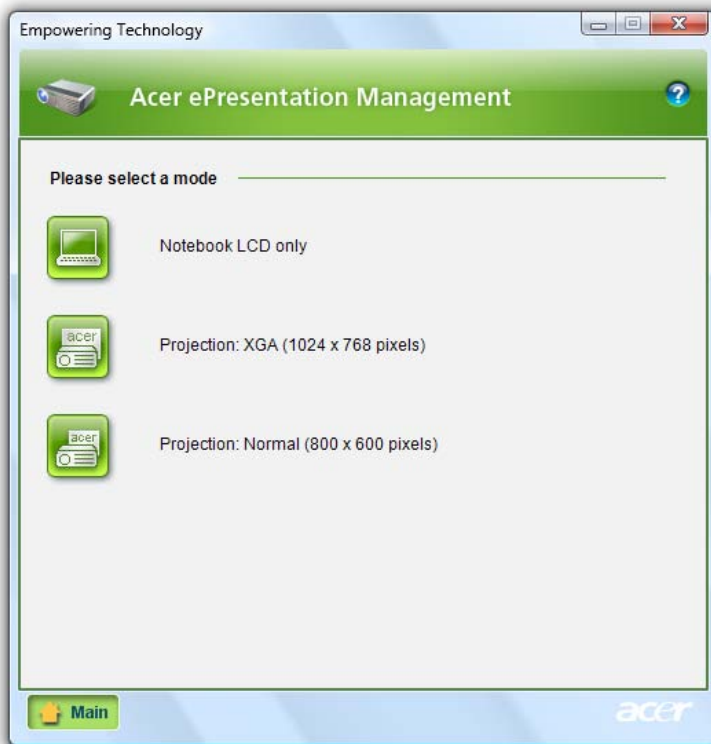 Empowering Technology
Acer ePresentation Management
?
Please select a mode
Notebook LCD only
acer
Projection: XGA (1024 x 768 pixels)
acer
Projection: Normal (800 x 600 pixels)
Main
acer